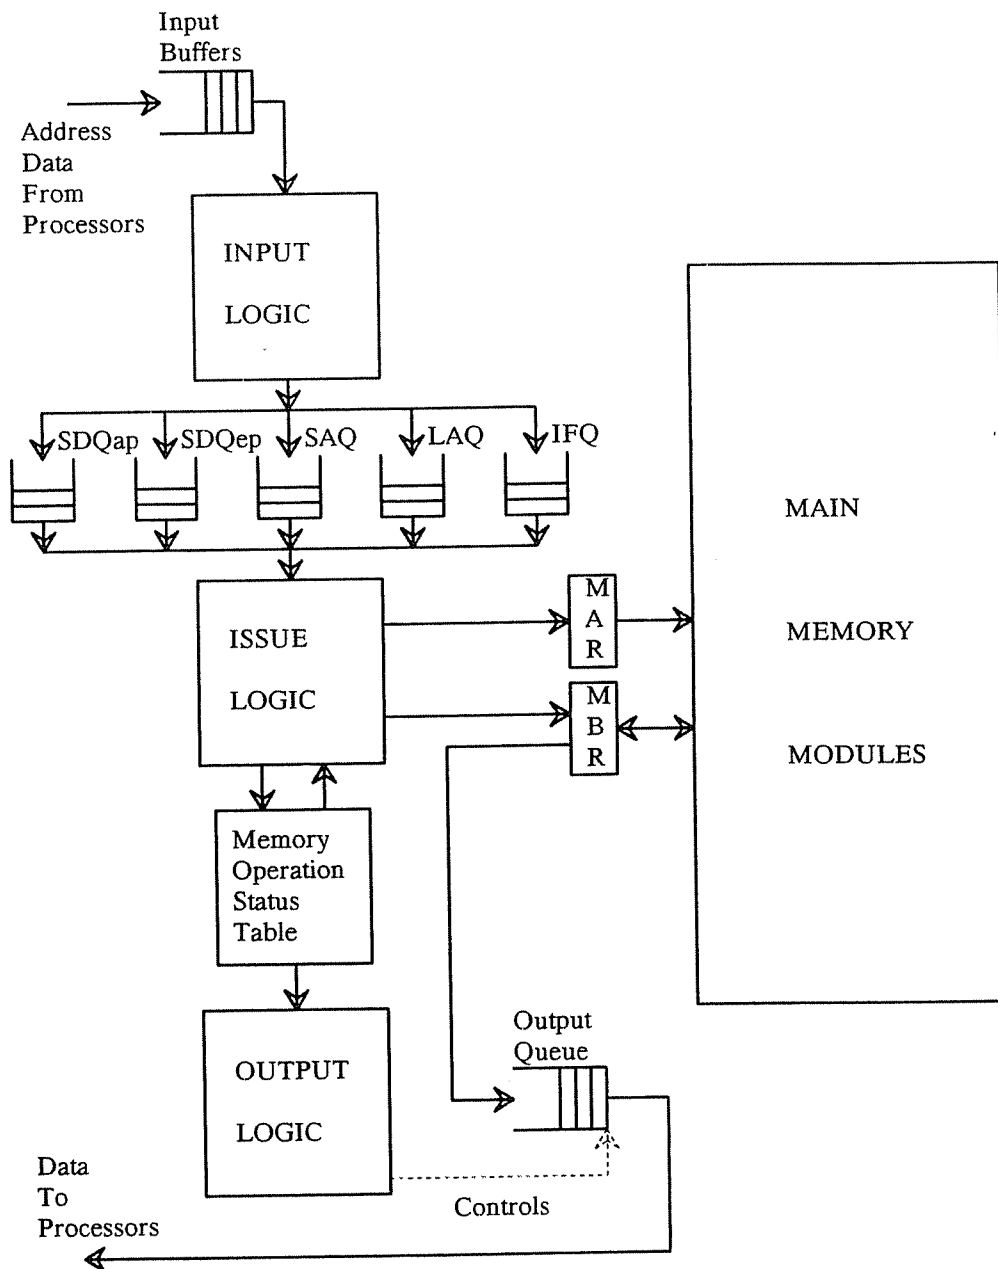 Input
Buffers
Address
Data
From
Processors
INPUT
LOGIC
SDQap
SDQep
SAQ
LAQ
IFQ
ISSUE
LOGIC
M
A
R
M
B
R
MAIN
MEMORY
MODULES
Memory
Operation
Status
Table
OUTPUT
LOGIC
Output
Queue
Controls
Data
To
Processors